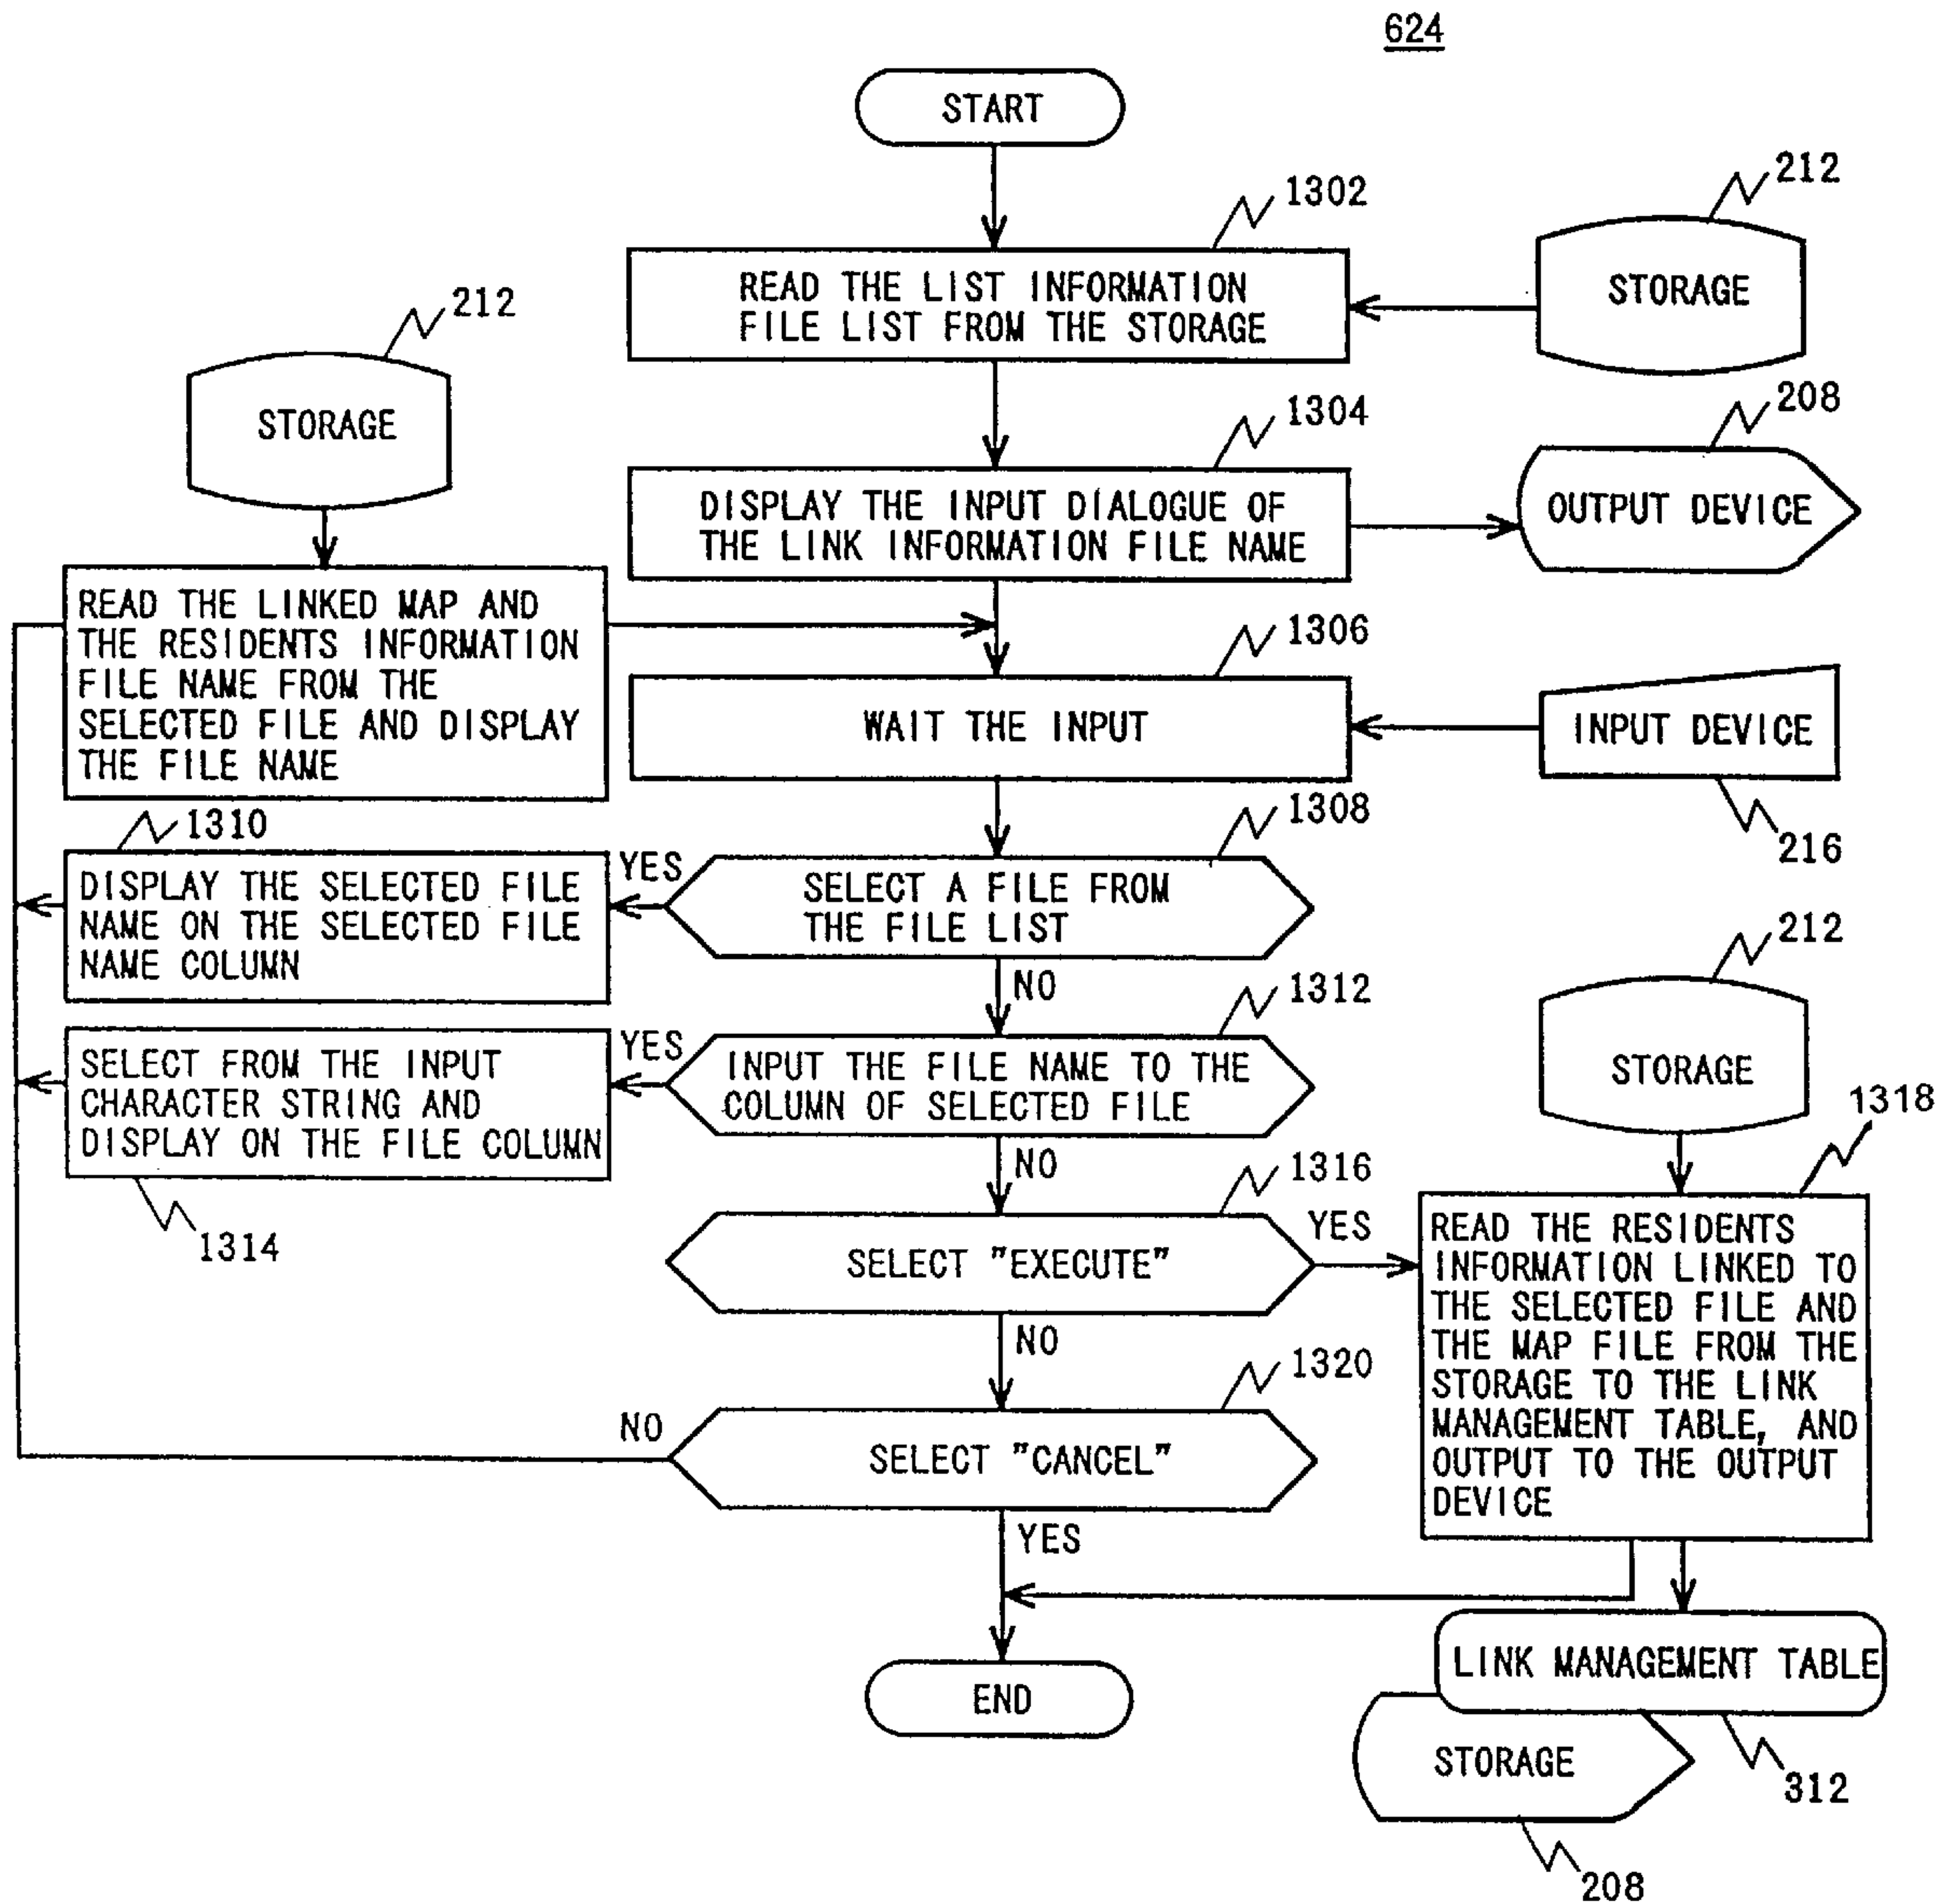 624
START
1302
212
READ THE LIST INFORMATION
FILE LIST FROM THE STORAGE
STORAGE
212
STORAGE
1304
208
DISPLAY THE INPUT DIALOGUE OF
THE LINK INFORMATION FILE NAME
OUTPUT DEVICE
READ THE LINKED MAP AND
THE RESIDENTS INFORMATION
FILE NAME FROM THE
SELECTED FILE AND DISPLAY
THE FILE NAME
1306
WAIT THE INPUT
INPUT DEVICE
216
1308
1310
YES
SELECT A FILE FROM
THE FILE LIST
DISPLAY THE SELECTED FILE
NAME ON THE SELECTED FILE
NAME COLUMN
NO
212
STORAGE
1312
YES
INPUT THE FILE NAME TO THE
COLUMN OF SELECTED FILE
SELECT FROM THE INPUT
CHARACTER STRING AND
DISPLAY ON THE FILE COLUMN
1314
NO
1316
1318
SELECT "EXECUTE"
YES
READ THE RESIDENTS
INFORMATION LINKED TO
THE SELECTED FILE AND
THE MAP FILE FROM THE
STORAGE TO THE LINK
MANAGEMENT TABLE, AND
OUTPUT TO THE OUTPUT
DEVICE
NO
1320
NO
SELECT "CANCEL"
YES
LINK MANAGEMENT TABLE
END
STORAGE
312
208